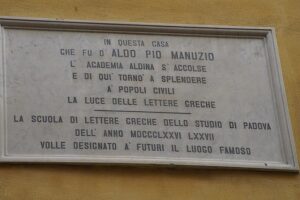 IN QUESTA CASA
CHE FU D' ALDO PIO MANUZIO
L' ACADEMIA ALDINA S' ACCOLSE
E DI QUI TORNO' A SPLENDERE
A' POPOLI CIVILI
LA LUCE DELLE LETTERE GRECHE
LA SCUOLA DI LETTERE GRECHE DELLO STUDIO DI PADOVA
DELL' ANNO MDCCCLXXVI LXXVII
VOLLE DESIGNATO A' FUTURI IL LUOGO FAMOSO